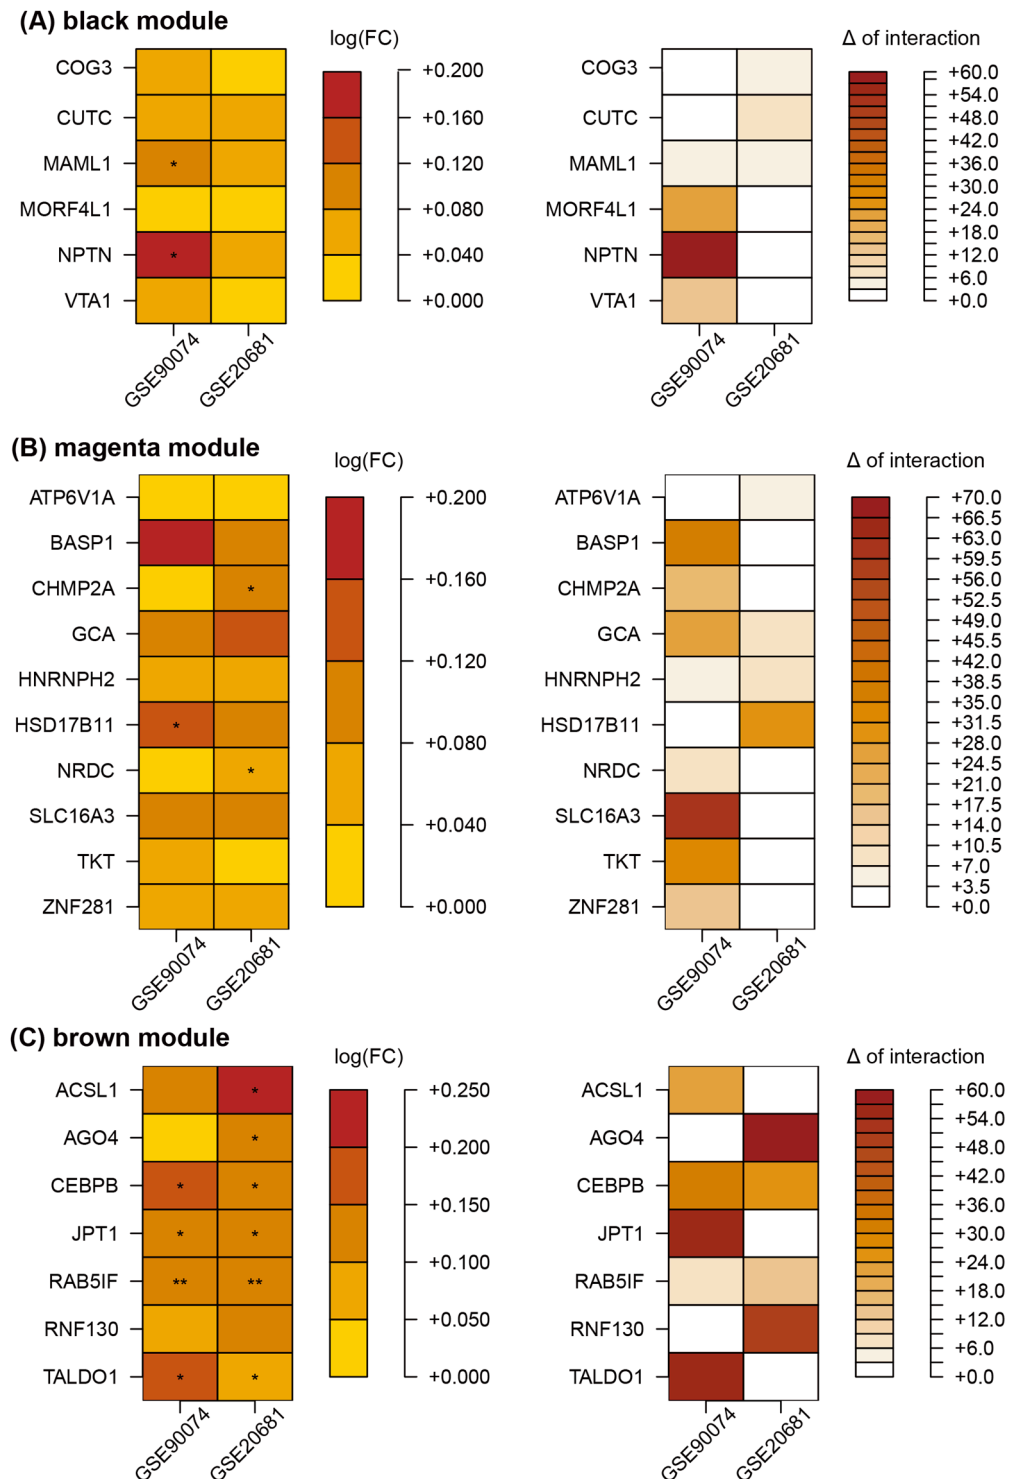 (A) black module
log(FC)
Δ of interaction
COG3
CUTC
MAML1
*
MORF4L1
NPTN
*
VTA1
GSE90074
GSE20681
+0.200
+0.160
+0.120
+0.080
+0.040
+0.000
COG3
CUTC
MAML1
MORF4L1
NPTN
VTA1
GSE90074
GSE20681
+60.0
+54.0
+48.0
+42.0
+36.0
+30.0
+24.0
+18.0
+12.0
+6.0
+0.0
(B) magenta module
log(FC)
Δ of interaction
ATP6V1A
BASP1
CHMP2A
*
GCA
HNRNPH2
HSD17B11
*
NRDC
*
SLC16A3
TKT
ZNF281
GSE90074
GSE20681
+0.200
+0.160
+0.120
+0.080
+0.040
+0.000
ATP6V1A
BASP1
CHMP2A
GCA
HNRNPH2
HSD17B11
NRDC
SLC16A3
TKT
ZNF281
GSE90074
GSE20681
+70.0
+66.5
+63.0
+59.5
+56.0
+52.5
+49.0
+45.5
+42.0
+38.5
+35.0
+31.5
+28.0
+24.5
+21.0
+17.5
+14.0
+10.5
+7.0
+3.5
+0.0
(C) brown module
log(FC)
Δ of interaction
ACSL1
*
AGO4
*
CEBPB
* *
JPT1
* *
RAB5IF
** **
RNF130
TALDO1
* *
GSE90074
GSE20681
+0.250
+0.200
+0.150
+0.100
+0.050
+0.000
ACSL1
AGO4
CEBPB
JPT1
RAB5IF
RNF130
TALDO1
GSE90074
GSE20681
+60.0
+54.0
+48.0
+42.0
+36.0
+30.0
+24.0
+18.0
+12.0
+6.0
+0.0